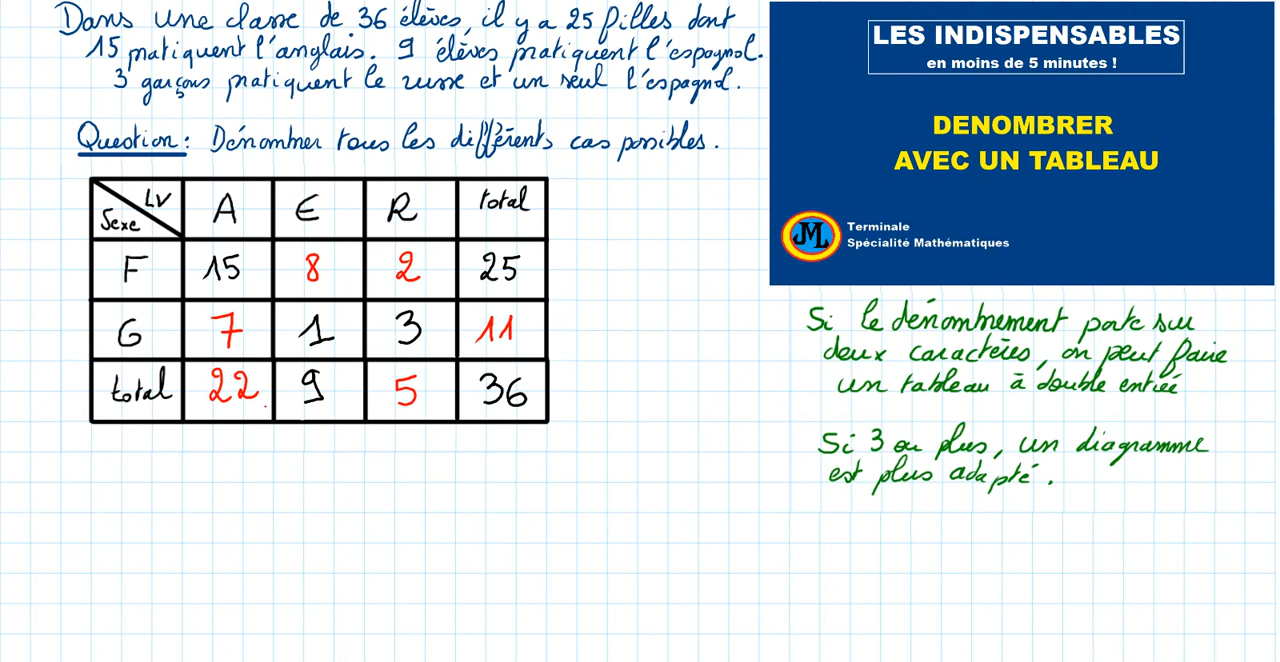 Dans une classe de 36 élèves, il y a 25 filles dont
15 pratiquent l'anglais. 9 élèves pratiquent l'espagnol.
3 garçons pratiquent le russe et un seul l'espagnol.
Question : Dénombrer tous les différents cas possibles.
LV
Sexe A E R total
F 15 8 2 25
G 7 1 3 11
total 22 9 5 36
LES INDISPENSABLES
en moins de 5 minutes !
DENOMBRER
AVEC UN TABLEAU
JML
Terminale
Spécialité Mathématiques
Si le dénombrement porte sur
deux caractères, on peut faire
un tableau à double entrée
Si 3 ou plus, un diagramme
est plus adapté.